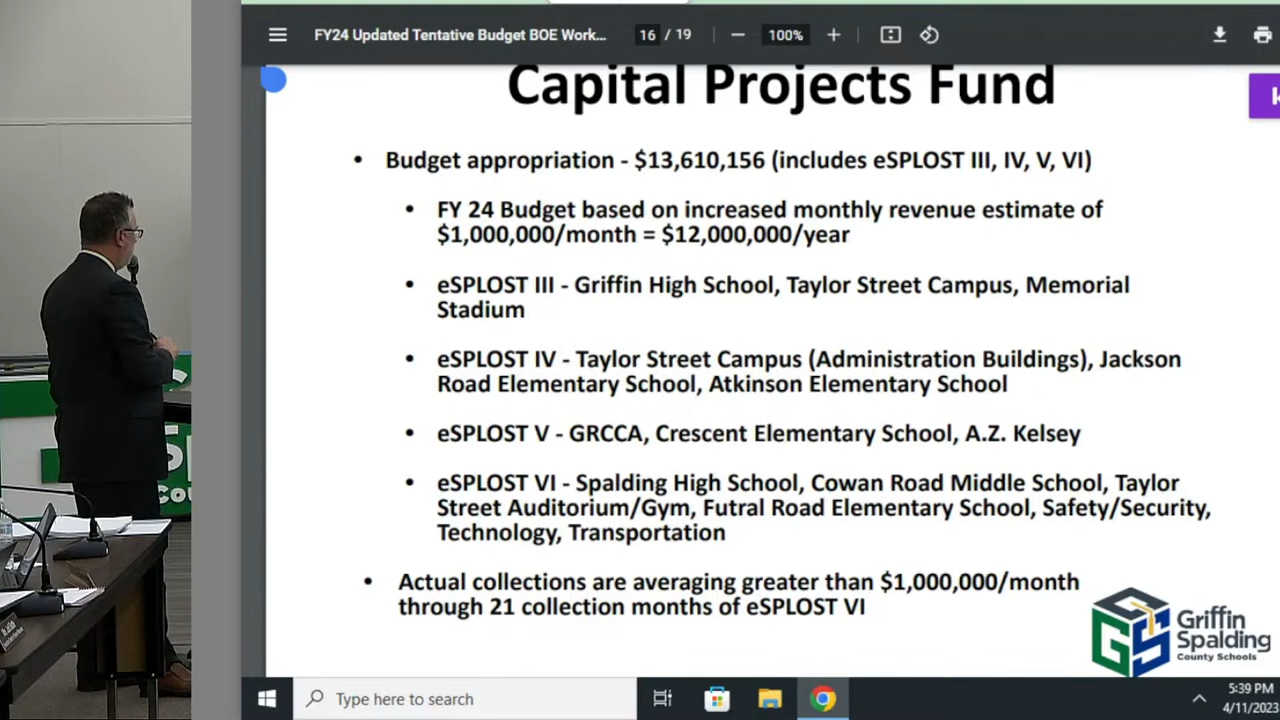 FY24 Updated Tentative Budget BOE Work... 16 / 19 100%
Capital Projects Fund
• Budget appropriation - $13,610,156 (includes eSPLOST III, IV, V, VI)
• FY 24 Budget based on increased monthly revenue estimate of
$1,000,000/month = $12,000,000/year
• eSPLOST III - Griffin High School, Taylor Street Campus, Memorial
Stadium
• eSPLOST IV - Taylor Street Campus (Administration Buildings), Jackson
Road Elementary School, Atkinson Elementary School
• eSPLOST V - GRCCA, Crescent Elementary School, A.Z. Kelsey
• eSPLOST VI - Spalding High School, Cowan Road Middle School, Taylor
Street Auditorium/Gym, Futral Road Elementary School, Safety/Security,
Technology, Transportation
• Actual collections are averaging greater than $1,000,000/month
through 21 collection months of eSPLOST VI
GS
Griffin
Spalding
County Schools
Type here to search
5:39 PM
4/11/2023